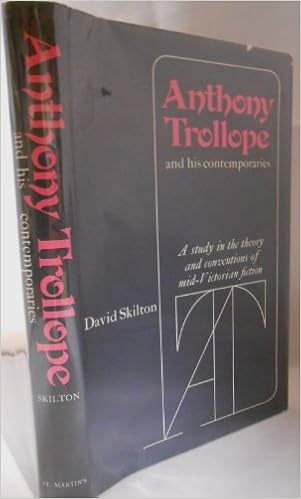 Anthony
Trollope
and his contemporaries
A study in the theory
and conventions of
mid-Victorian fiction
David Skilton
AT
Anthony Trollope
and his contemporaries
SKILTON
ST. MARTIN'S